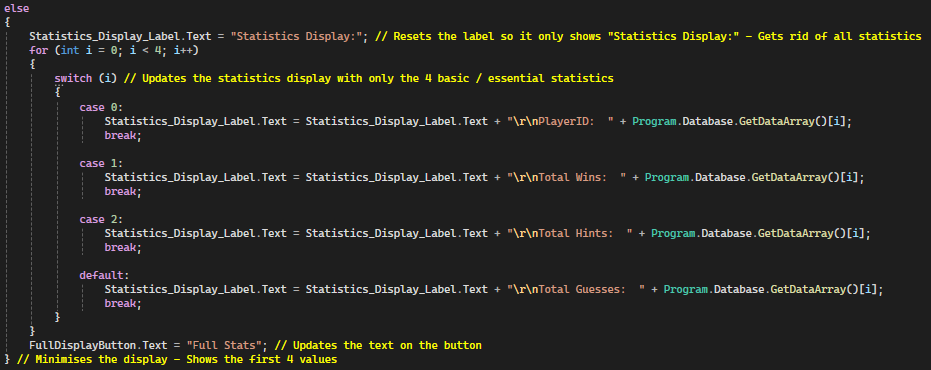 else
{
Statistics_Display_Label.Text = "Statistics Display:"; // Resets the label so it only shows "Statistics Display:" – Gets rid of all statistics
for (int i = 0; i < 4; i++)
{
switch (i) // Updates the statistics display with only the 4 basic / essential statistics
{
case 0:
Statistics_Display_Label.Text = Statistics_Display_Label.Text + "\r\nPlayerID:  " + Program.Database.GetDataArray()[i];
break;
case 1:
Statistics_Display_Label.Text = Statistics_Display_Label.Text + "\r\nTotal Wins:  " + Program.Database.GetDataArray()[i];
break;
case 2:
Statistics_Display_Label.Text = Statistics_Display_Label.Text + "\r\nTotal Hints:  " + Program.Database.GetDataArray()[i];
break;
default:
Statistics_Display_Label.Text = Statistics_Display_Label.Text + "\r\nTotal Guesses:  " + Program.Database.GetDataArray()[i];
break;
}
}
FullDisplayButton.Text = "Full Stats"; // Updates the text on the button
} // Minimises the display – Shows the first 4 values